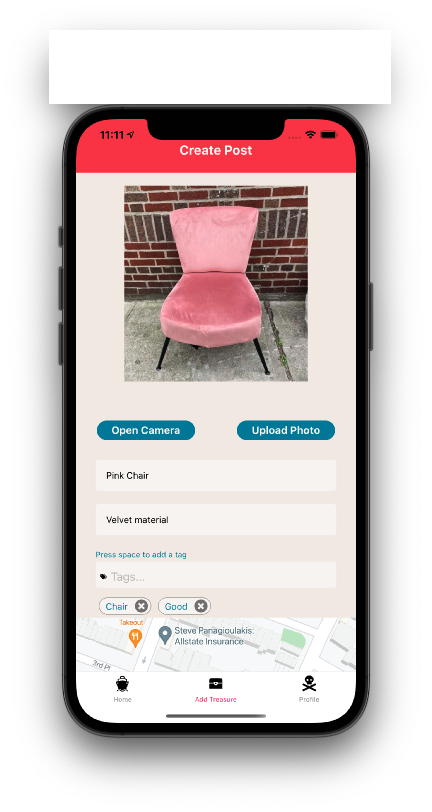 11:11
Create Post
Open Camera
Upload Photo
Pink Chair
Velvet material
Press space to add a tag
Tags...
Chair
Good
Takeout
Steve Panagioulakis:
Allstate Insurance
3rd Pl
Home
Add Treasure
Profile